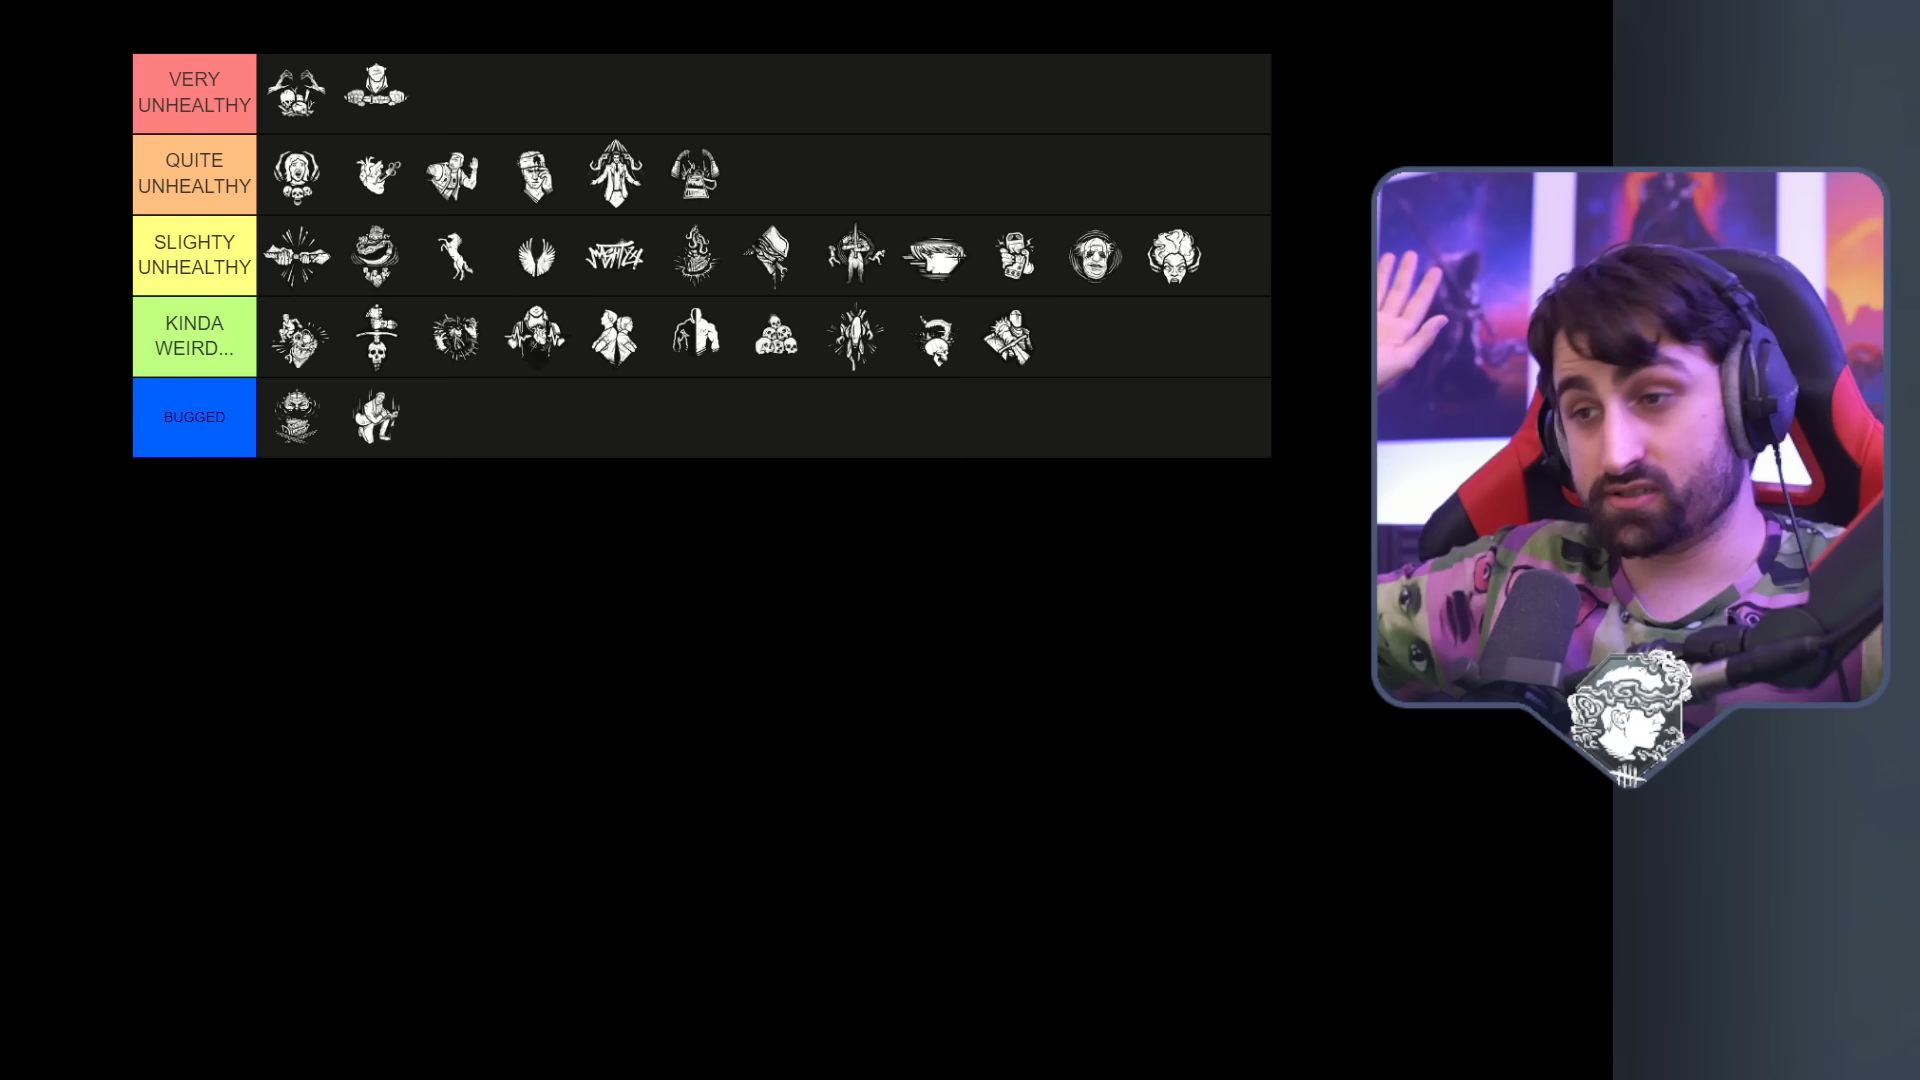 VERY
UNHEALTHY
QUITE
UNHEALTHY
SLIGHTY
UNHEALTHY
KINDA
WEIRD...
BUGGED